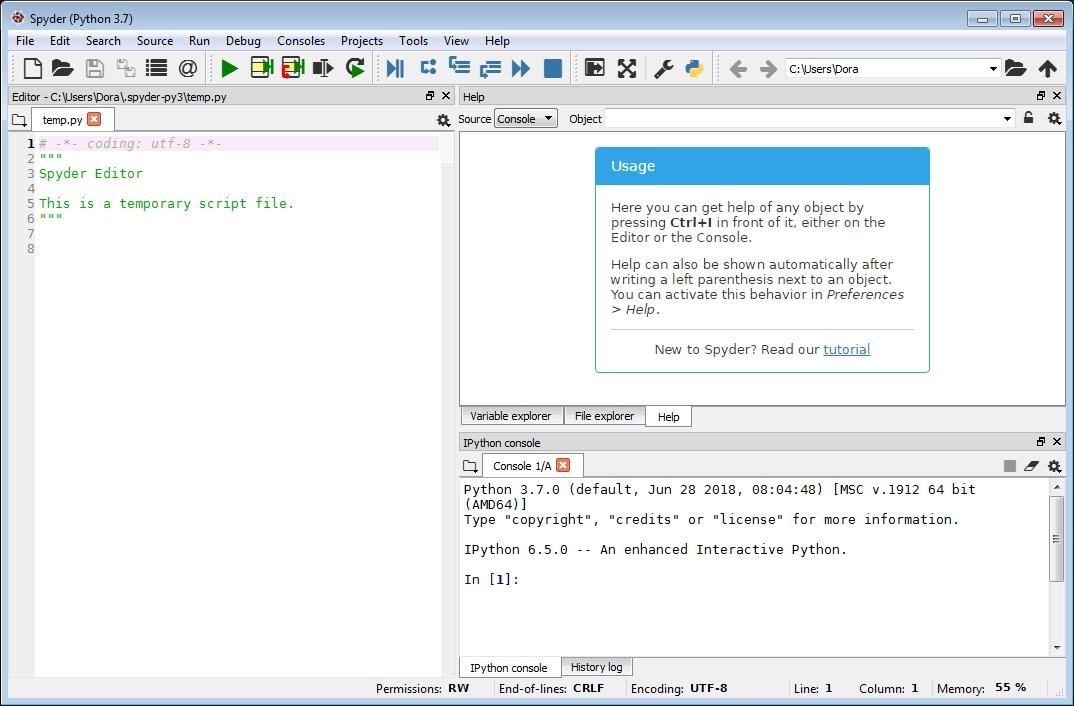 Spyder (Python 3.7)
File Edit Search Source Run Debug Consoles Projects Tools View Help
C:\Users\Dora
Editor - C:\Users\Dora\.spyder-py3\temp.py
temp.py
1 # -*- coding: utf-8 -*-
2 """
3 Spyder Editor
4
5 This is a temporary script file.
6 """
7
8
Help
Source Console Object
Usage
Here you can get help of any object by
pressing Ctrl+I in front of it, either on the
Editor or the Console.
Help can also be shown automatically after
writing a left parenthesis next to an object.
You can activate this behavior in Preferences
> Help.
New to Spyder? Read our tutorial
Variable explorer File explorer Help
IPython console
Console 1/A
Python 3.7.0 (default, Jun 28 2018, 08:04:48) [MSC v.1912 64 bit
(AMD64)]
Type "copyright", "credits" or "license" for more information.
IPython 6.5.0 -- An enhanced Interactive Python.
In [1]:
IPython console History log
Permissions: RW End-of-lines: CRLF Encoding: UTF-8 Line: 1 Column: 1 Memory: 55 %